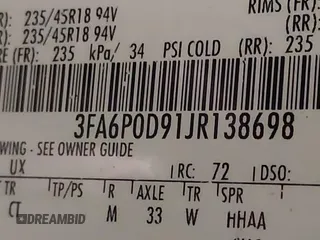 RIMS (FR):
R): 235/45R18 94V
R): 235/45R18 94V
RE (FR): 235 kPa/ 34 PSI COLD (RR): 235
3FA6P0D91JR138698
WING - SEE OWNER GUIDE
UX RC: 72 DSO:
TR TP/PS R AXLE TR SPR
CT M 33 W HHAA
DREAMBID